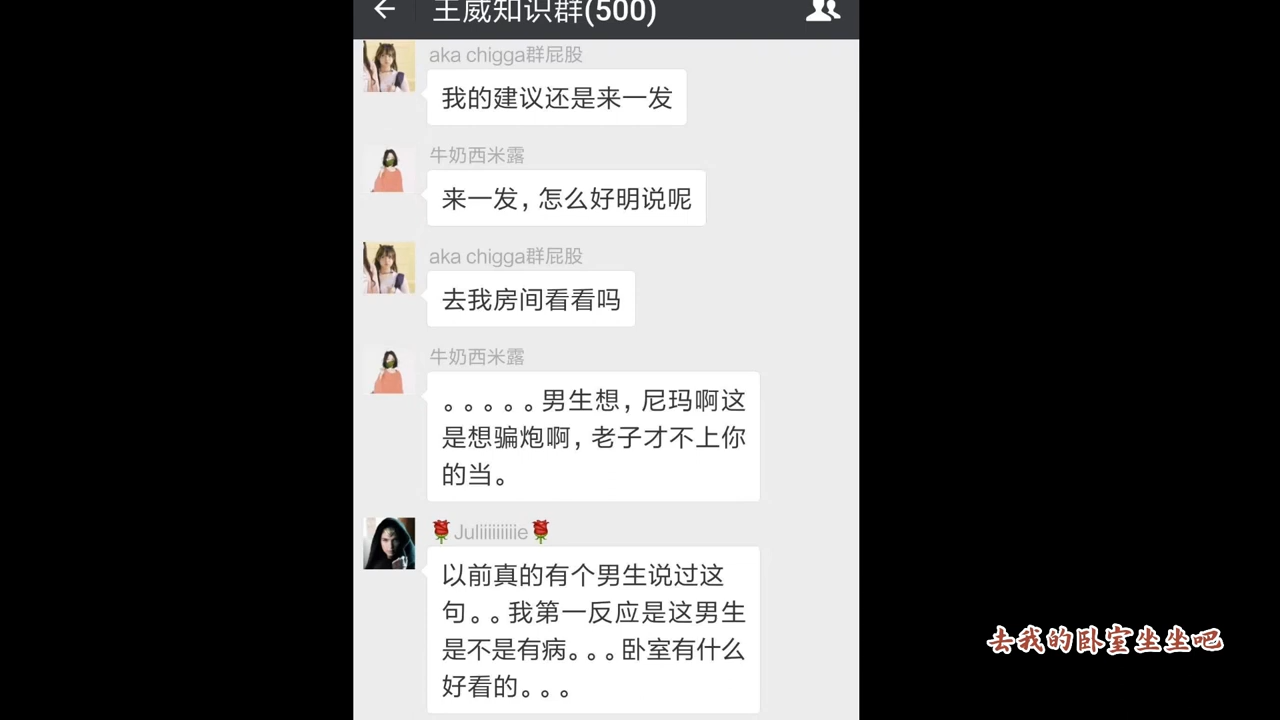 王威知识群(500)
aka chigga群屁股
我的建议还是来一发
牛奶西米露
来一发，怎么好明说呢
aka chigga群屁股
去我房间看看吗
牛奶西米露
。。。。。男生想，尼玛啊这
是想骗炮啊，老子才不上你
的当。
🌹Juliiiiiiiiie🌹
以前真的有个男生说过这
句。。我第一反应是这男生
是不是有病。。。卧室有什么
好看的。。。
去我的卧室坐坐吧